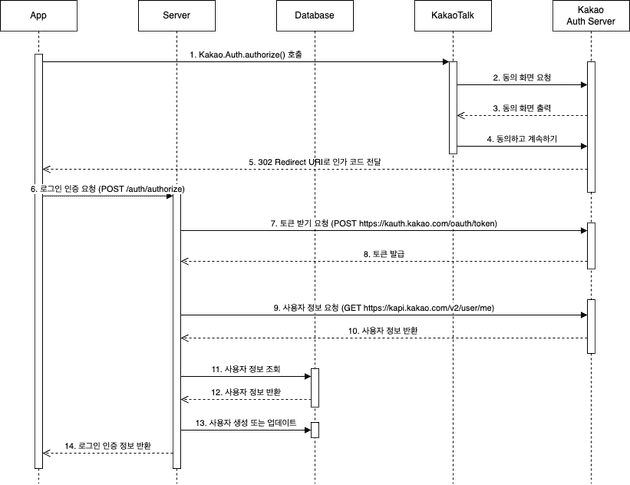 App
Server
Database
KakaoTalk
Kakao
Auth Server
1. Kakao.Auth.authorize() 호출
2. 동의 화면 요청
3. 동의 화면 출력
4. 동의하고 계속하기
5. 302 Redirect URI로 인가 코드 전달
6. 로그인 인증 요청 (POST /auth/authorize)
7. 토큰 받기 요청 (POST https://kauth.kakao.com/oauth/token)
8. 토큰 발급
9. 사용자 정보 요청 (GET https://kapi.kakao.com/v2/user/me)
10. 사용자 정보 반환
11. 사용자 정보 조회
12. 사용자 정보 반환
13. 사용자 생성 또는 업데이트
14. 로그인 인증 정보 반환